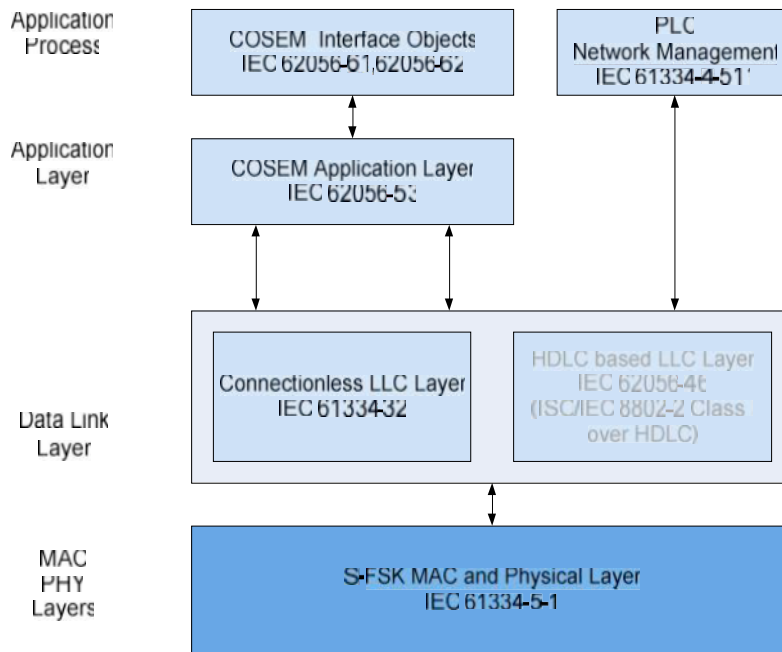 Application
Process
COSEM Interface Objects
IEC 62056-61,62056-62
PLC
Network Management
IEC 61334-4-511
Application
Layer
COSEM Application Layer
IEC 62056-53
Connectionless LLC Layer
IEC 61334-32
HDLC based LLC Layer
IEC 62056-46
(ISO/IEC 8802-2 Class
over HDLC)
Data Link
Layer
MAC
PHY
Layers
S-FSK MAC and Physical Layer
IEC 61334-5-1